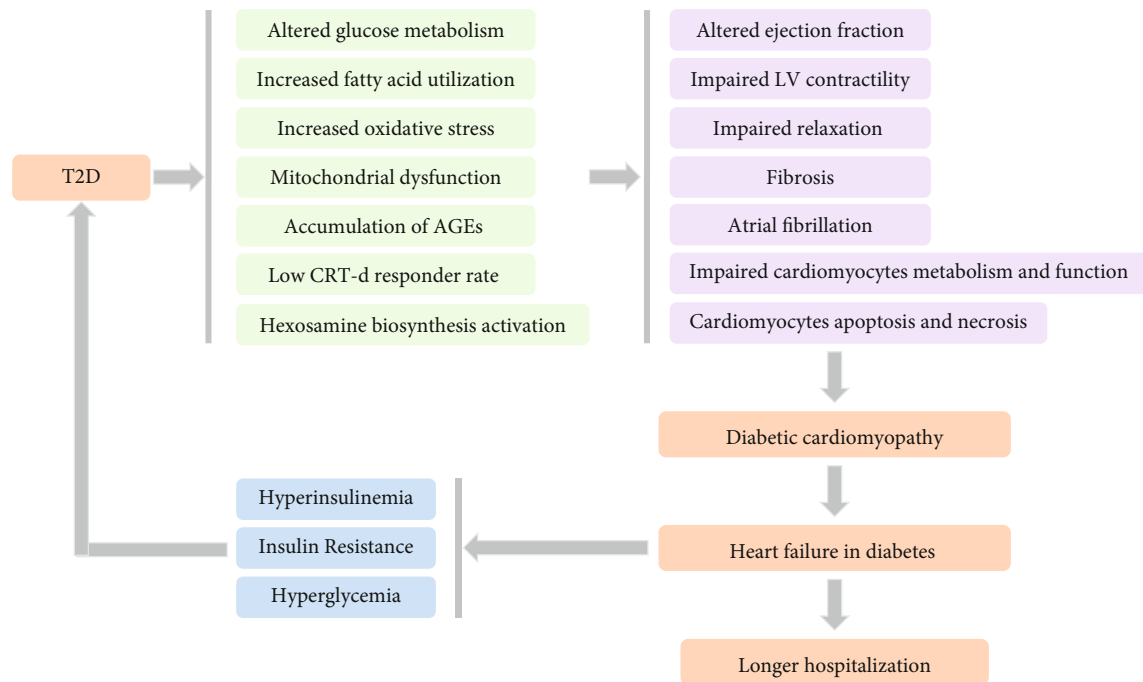 T2D
Altered glucose metabolism
Increased fatty acid utilization
Increased oxidative stress
Mitochondrial dysfunction
Accumulation of AGEs
Low CRT-d responder rate
Hexosamine biosynthesis activation
Altered ejection fraction
Impaired LV contractility
Impaired relaxation
Fibrosis
Atrial fibrillation
Impaired cardiomyocytes metabolism and function
Cardiomyocytes apoptosis and necrosis
Diabetic cardiomyopathy
Heart failure in diabetes
Longer hospitalization
Hyperinsulinemia
Insulin Resistance
Hyperglycemia